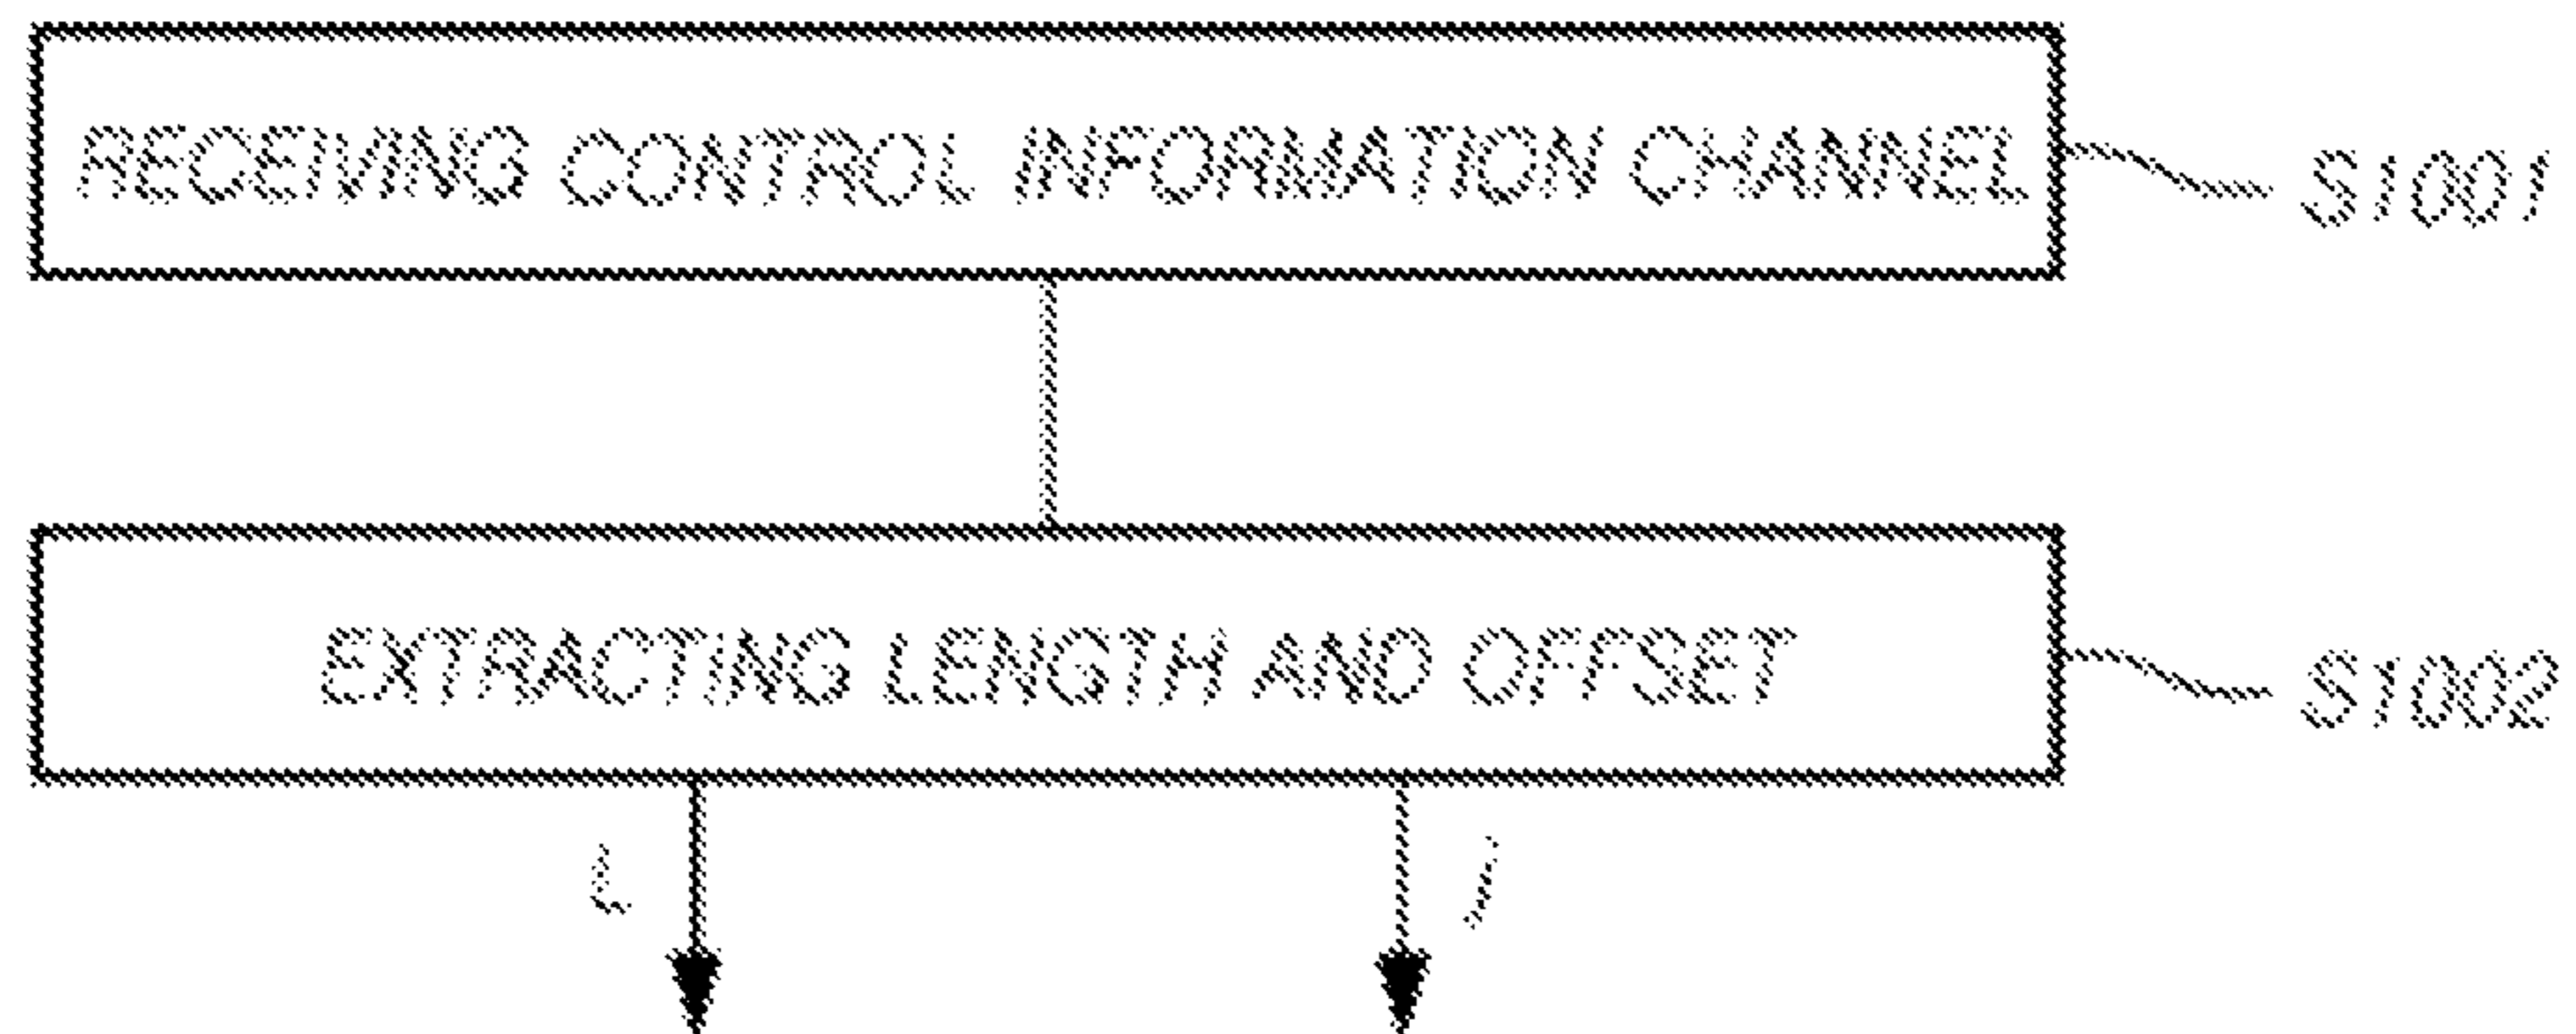 RECEIVING CONTROL INFORMATION CHANNEL
S1001
EXTRACTING LENGTH AND OFFSET
S1002
L
j